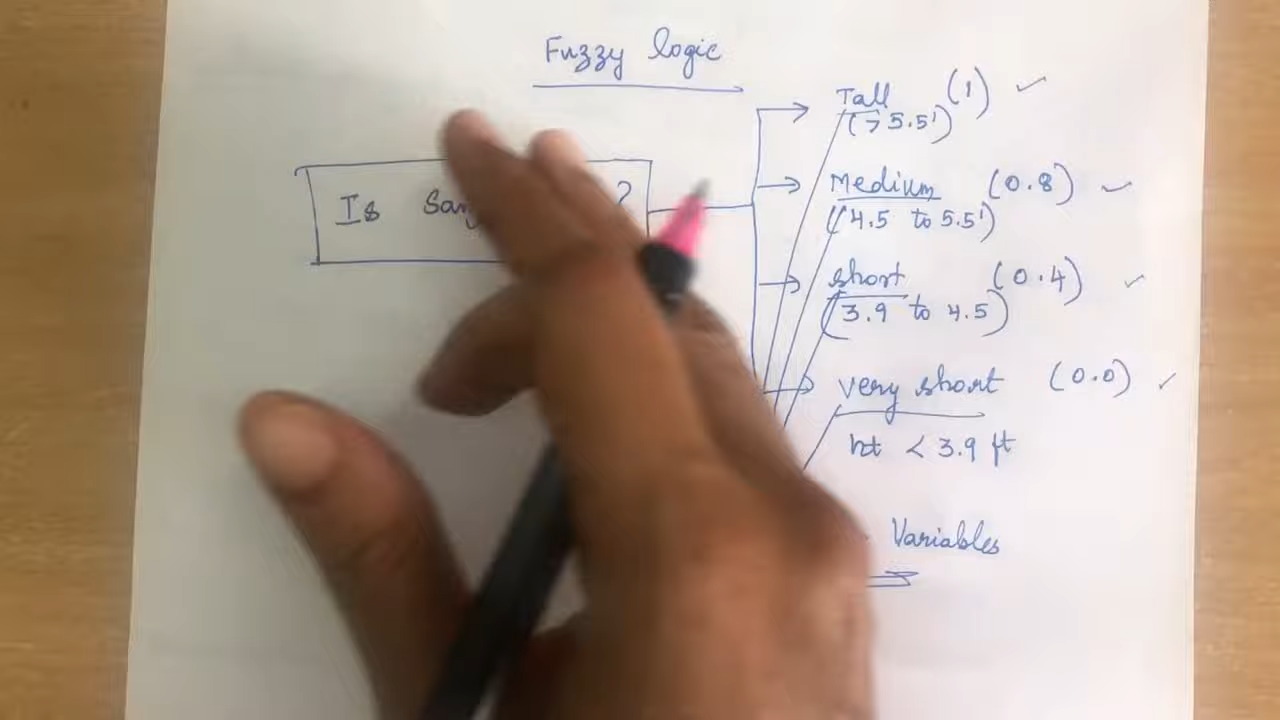 Fuzzy logic
Is ?
Tall (1) ✓
(> 5.5')
Medium (0.8) ✓
(4.5 to 5.5')
short (0.4) ✓
(3.9 to 4.5)
very short (0.0) ✓
ht < 3.9 ft
Variables